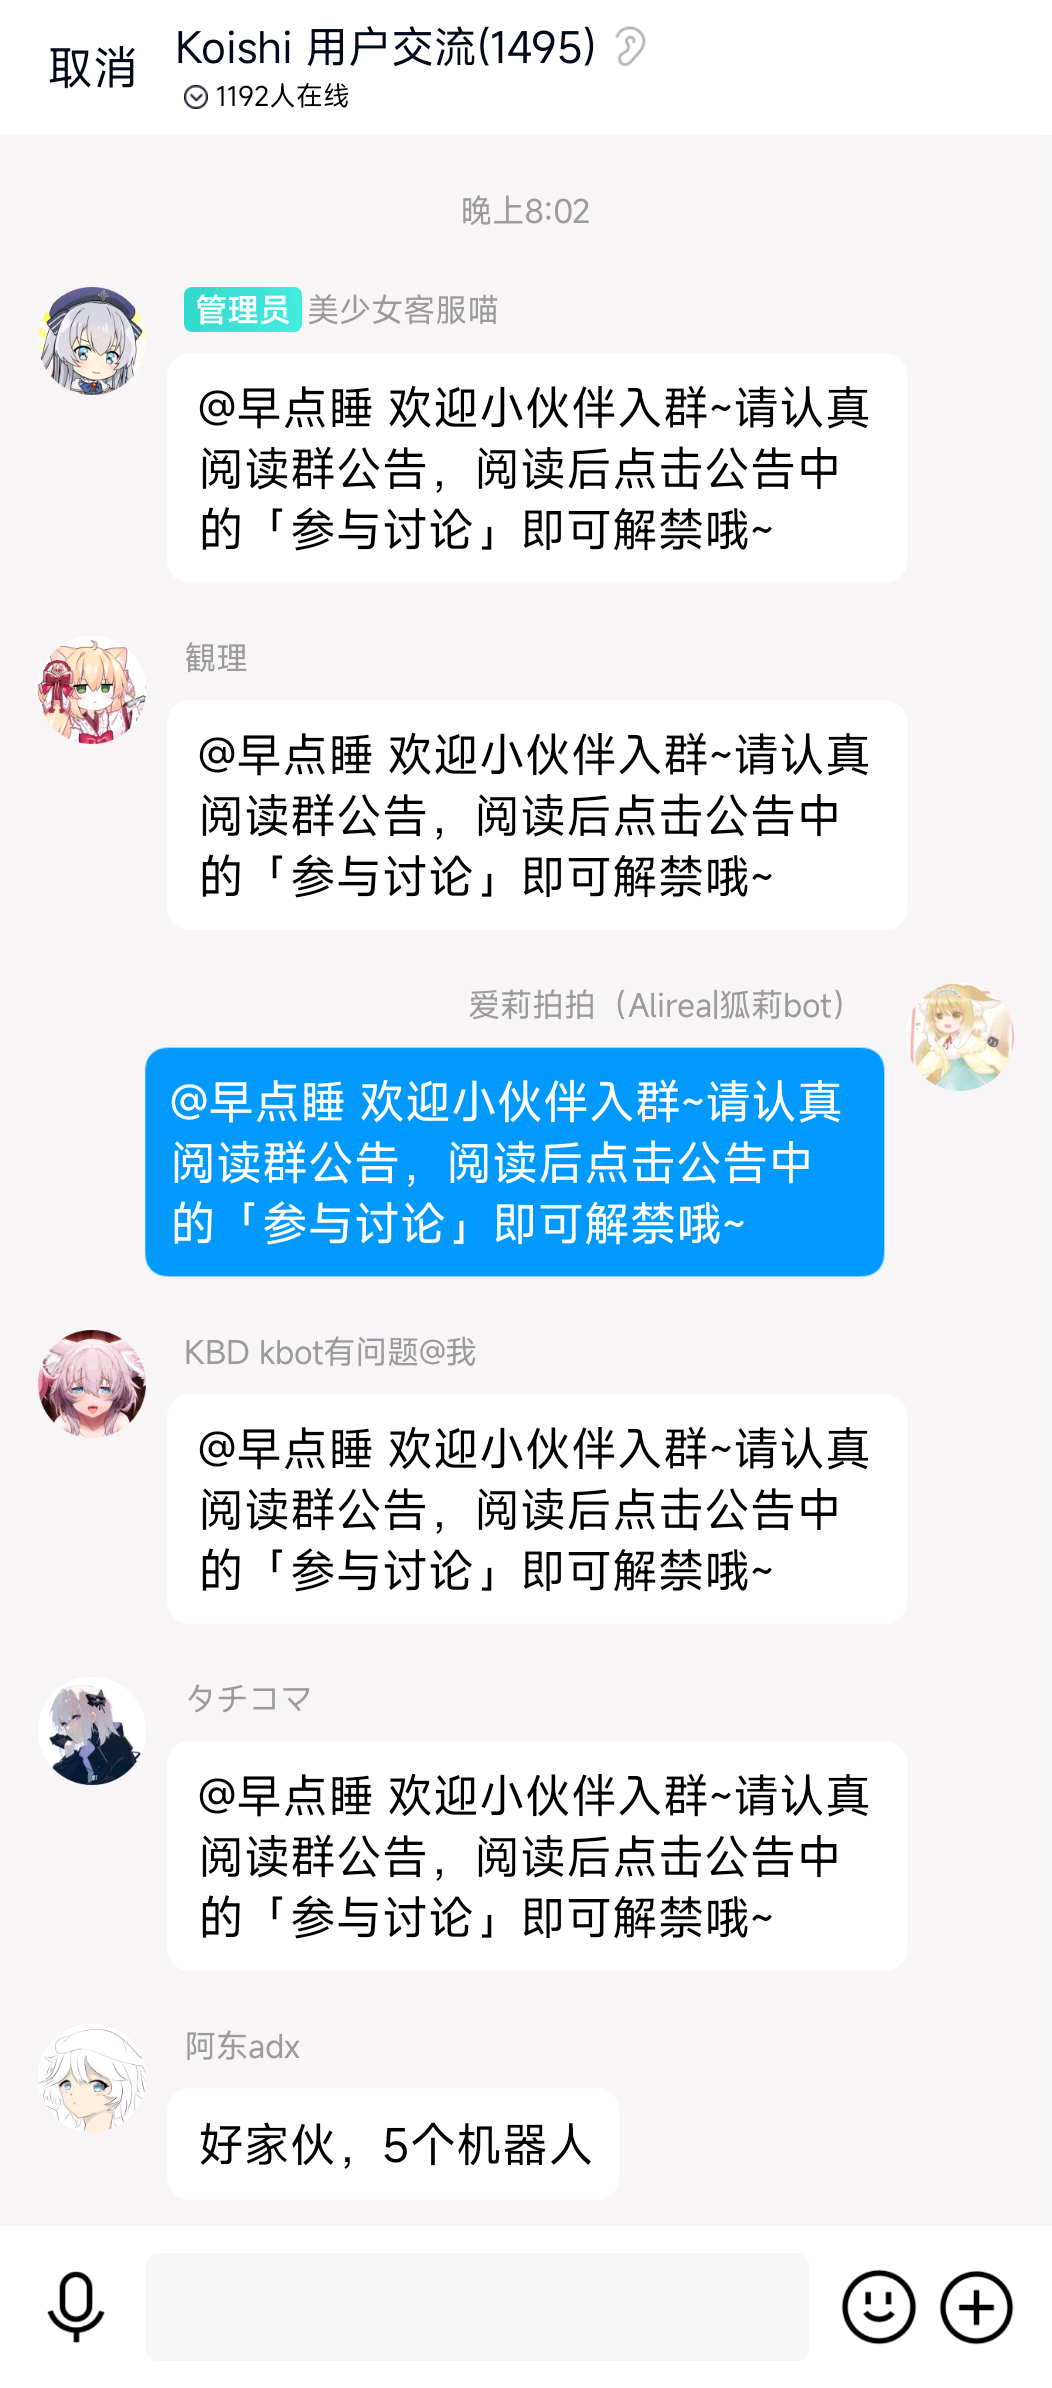 取消
Koishi 用户交流(1495)
1192人在线
晚上8:02
管理员 美少女客服喵
@早点睡 欢迎小伙伴入群~请认真
阅读群公告，阅读后点击公告中
的「参与讨论」即可解禁哦~
観理
@早点睡 欢迎小伙伴入群~请认真
阅读群公告，阅读后点击公告中
的「参与讨论」即可解禁哦~
爱莉拍拍（Alirea|狐莉bot）
@早点睡 欢迎小伙伴入群~请认真
阅读群公告，阅读后点击公告中
的「参与讨论」即可解禁哦~
KBD kbot有问题@我
@早点睡 欢迎小伙伴入群~请认真
阅读群公告，阅读后点击公告中
的「参与讨论」即可解禁哦~
タチコマ
@早点睡 欢迎小伙伴入群~请认真
阅读群公告，阅读后点击公告中
的「参与讨论」即可解禁哦~
阿东adx
好家伙，5个机器人